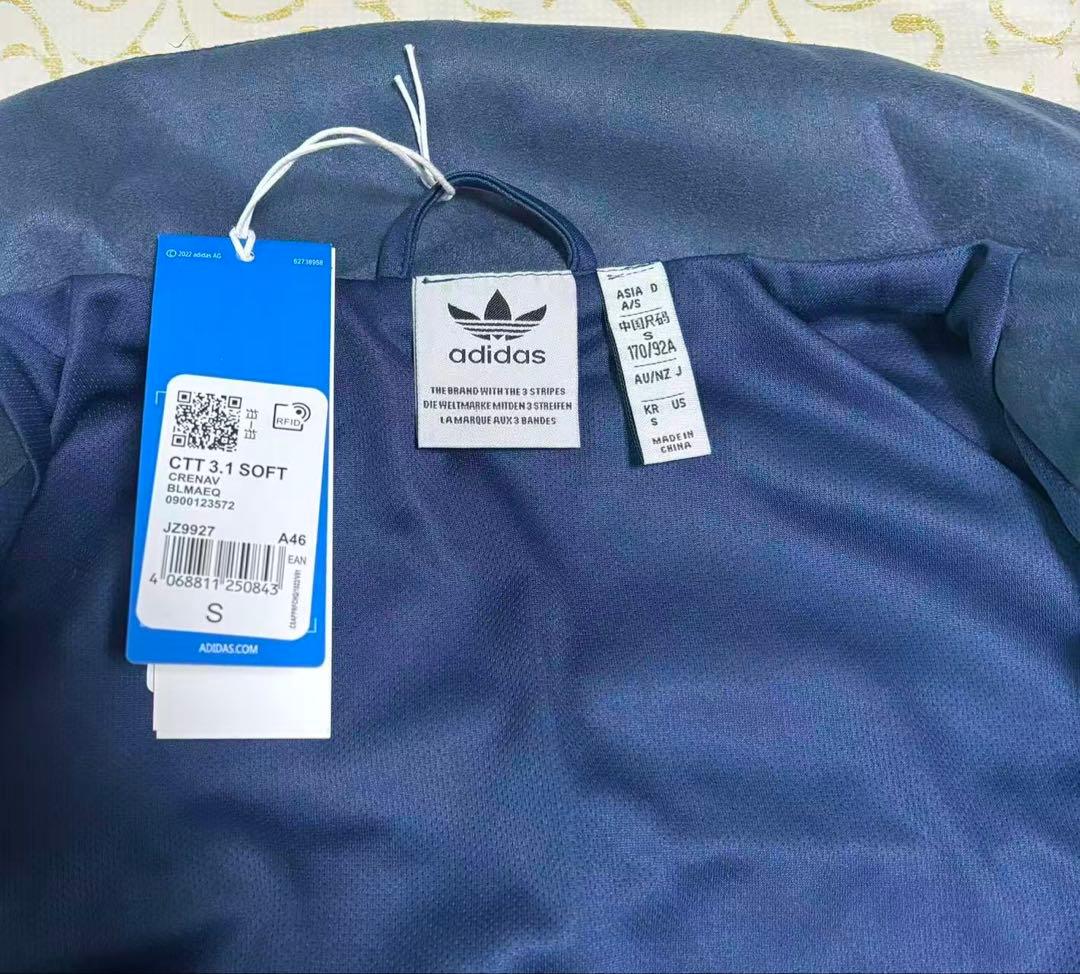 © 2022 adidas AG
62738958
RFID
CTT 3.1 SOFT
CRENAV
BLMAEQ
0900123572
JZ9927
A46
EAN
4 068811 250843
S
ADIDAS.COM
adidas
THE BRAND WITH THE 3 STRIPES
DIE WELTMARKE MIT DEN 3 STREIFEN
LA MARQUE AUX 3 BANDES
ASIA D
A/S
中国尺码
S
170/92A
AU/NZ J
KR US
S
MADE IN
CHINA